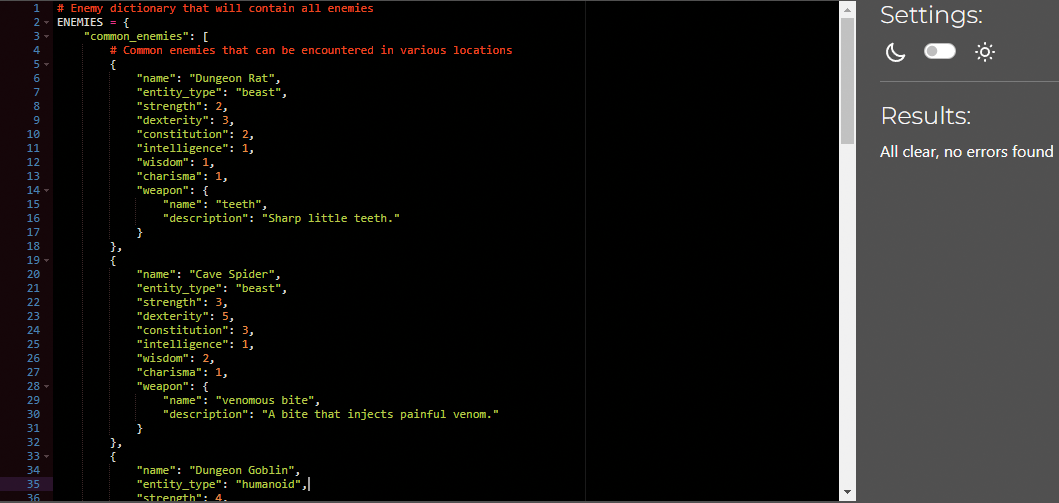 1 # Enemy dictionary that will contain all enemies
2 ENEMIES = {
3 "common_enemies": [
4 # Common enemies that can be encountered in various locations
5 {
6 "name": "Dungeon Rat",
7 "entity_type": "beast",
8 "strength": 2,
9 "dexterity": 3,
10 "constitution": 2,
11 "intelligence": 1,
12 "wisdom": 1,
13 "charisma": 1,
14 "weapon": {
15 "name": "teeth",
16 "description": "Sharp little teeth."
17 }
18 },
19 {
20 "name": "Cave Spider",
21 "entity_type": "beast",
22 "strength": 3,
23 "dexterity": 5,
24 "constitution": 3,
25 "intelligence": 1,
26 "wisdom": 2,
27 "charisma": 1,
28 "weapon": {
29 "name": "venomous bite",
30 "description": "A bite that injects painful venom."
31 }
32 },
33 {
34 "name": "Dungeon Goblin",
35 "entity_type": "humanoid",
36 "strength": 4,
Settings:
Results:
All clear, no errors found